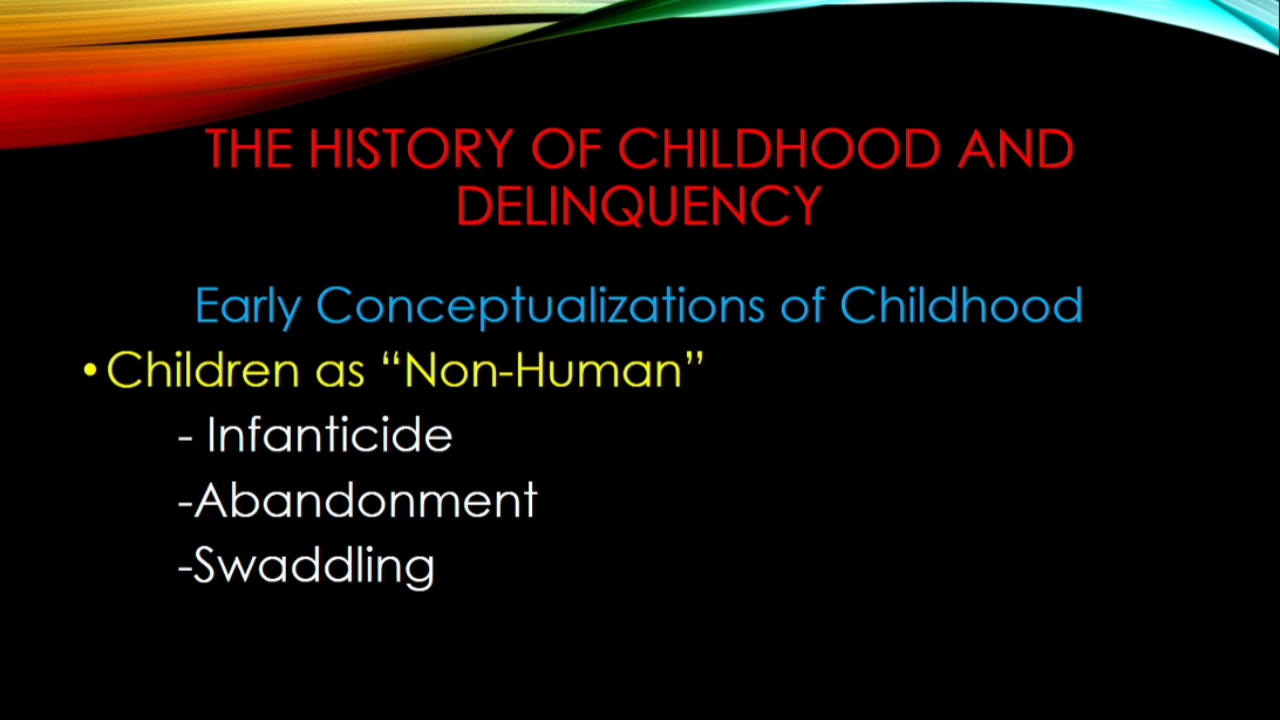 THE HISTORY OF CHILDHOOD AND
DELINQUENCY
Early Conceptualizations of Childhood
• Children as “Non-Human”
- Infanticide
-Abandonment
-Swaddling